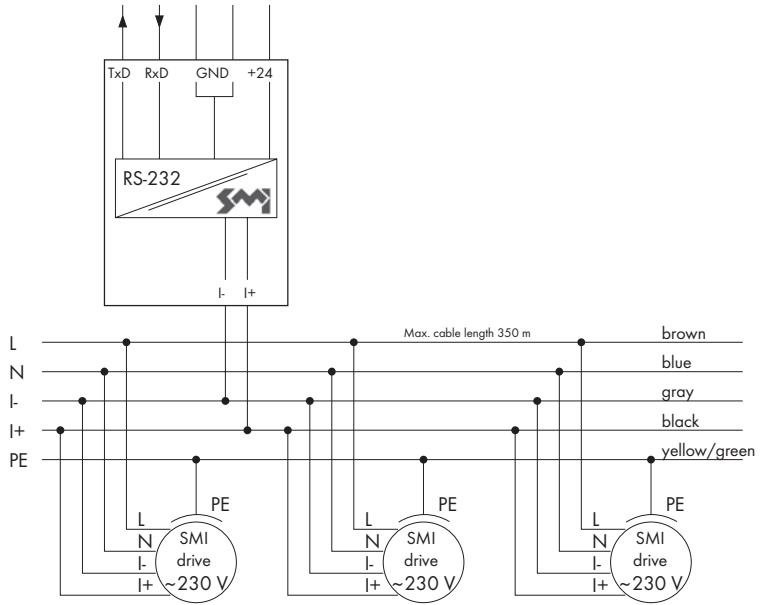 TxD RxD GND +24
RS-232
SMI
I- I+
Max. cable length 350 m
L brown
N blue
I- gray
I+ black
PE yellow/green
PE PE PE
L L L
N SMI N SMI N SMI
I- drive I- drive I- drive
I+ ~230 V I+ ~230 V I+ ~230 V